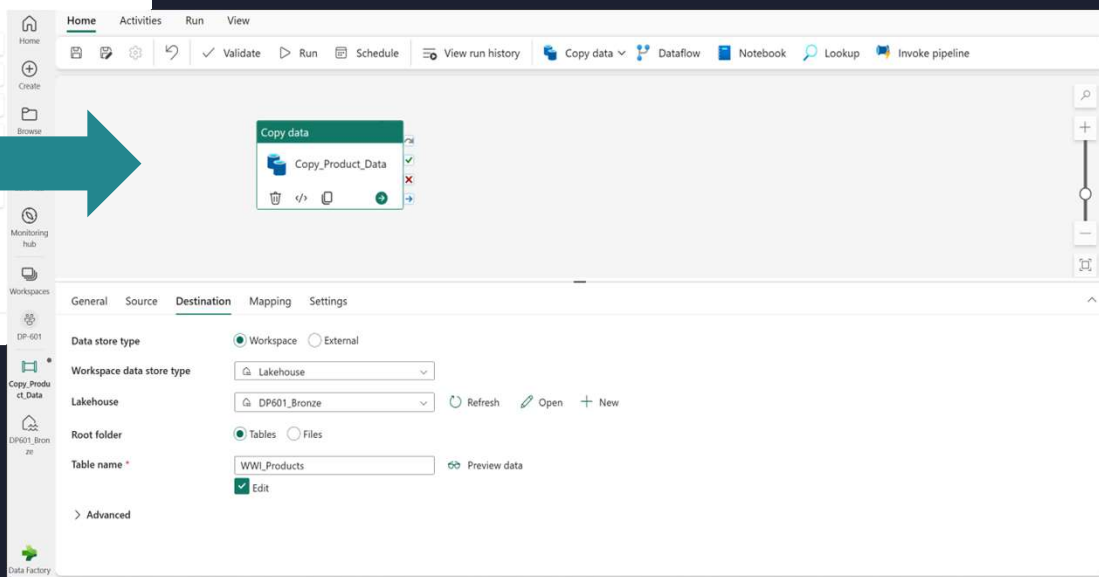 Home Activities Run View
Home
Validate Run Schedule View run history Copy data Dataflow Notebook Lookup Invoke pipeline
Create
Browse
Copy data
Copy_Product_Data
</>
Monitoring
hub
Workspaces
General Source Destination Mapping Settings
DP-601
Data store type Workspace External
Copy_Produ
ct_Data
Workspace data store type Lakehouse
Lakehouse DP601_Bronze Refresh Open New
DP601_Bron
ze
Root folder Tables Files
Table name * WWI_Products Preview data
Edit
Advanced
Data Factory